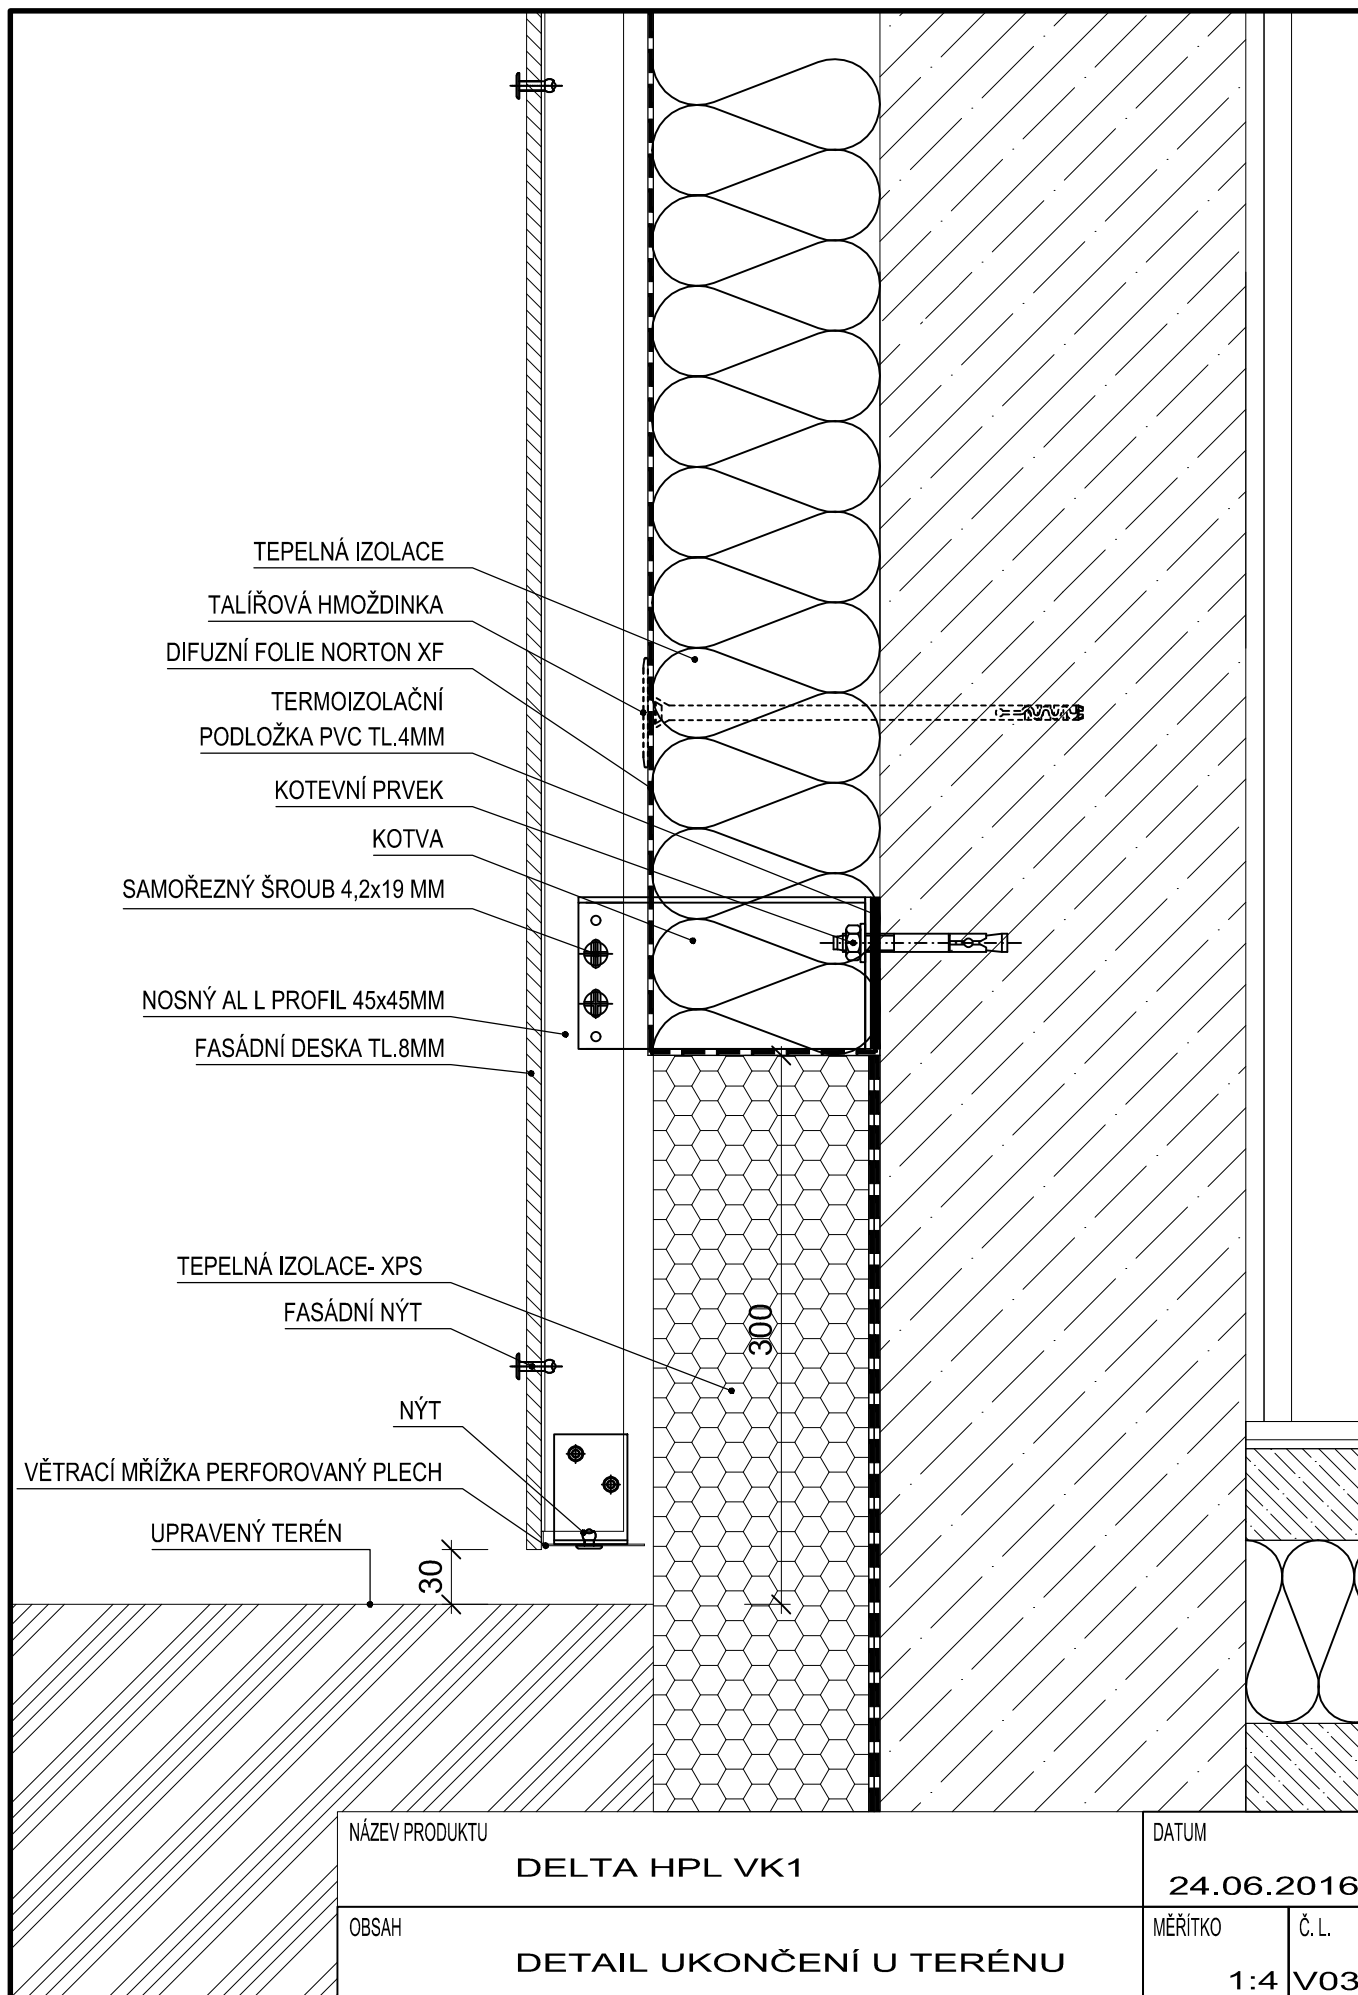 TEPELNÁ IZOLACE
TALÍŘOVÁ HMOŽDINKA
DIFUZNÍ FOLIE NORTON XF
TERMOIZOLAČNÍ
PODLOŽKA PVC TL.4MM
KOTEVNÍ PRVEK
KOTVA
SAMOŘEZNÝ ŠROUB 4,2x19 MM
NOSNÝ AL L PROFIL 45x45MM
FASÁDNÍ DESKA TL.8MM
TEPELNÁ IZOLACE- XPS
FASÁDNÍ NÝT
300
NÝT
VĚTRACÍ MŘÍŽKA PERFOROVANÝ PLECH
UPRAVENÝ TERÉN
30
NÁZEV PRODUKTU
DELTA HPL VK1
DATUM
24.06.2016
OBSAH
DETAIL UKONČENÍ U TERÉNU
MĚŘÍTKO
1:4
Č. L.
V03